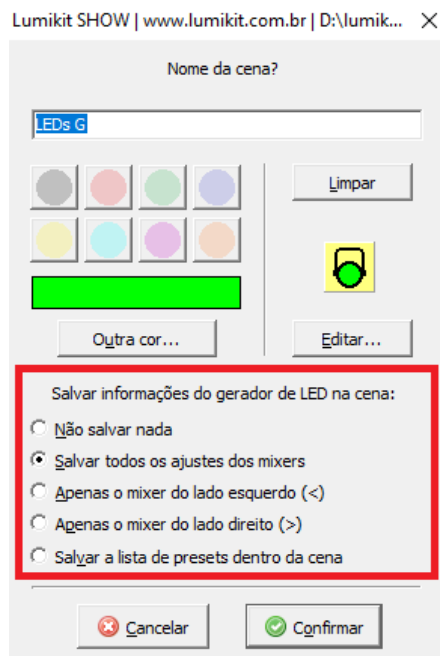 Lumikit SHOW | www.lumikit.com.br | D:\lumik...
Nome da cena?
LEDs G
Limpar
Outra cor...
Editar...
Salvar informações do gerador de LED na cena:
Não salvar nada
Salvar todos os ajustes dos mixers
Apenas o mixer do lado esquerdo (<)
Apenas o mixer do lado direito (>)
Salvar a lista de presets dentro da cena
Cancelar
Confirmar